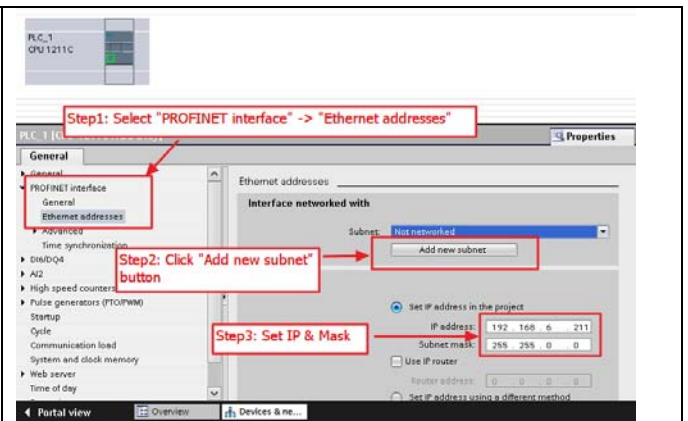 PLC_1
CPU 1211C
Step1: Select "PROFINET interface" -> "Ethernet addresses"
Properties
General
General
PROFINET interface
General
Ethernet addresses
Advanced
Time synchronization
DI6/DQ4
AI2
High speed counters
Pulse generators (PTO/PWM)
Startup
Cycle
Communication load
System and clock memory
Web server
Time of day
Ethernet addresses
Interface networked with
Subnet: Not networked
Add new subnet
Step2: Click "Add new subnet"
button
Set IP address in the project
IP address: 192 . 168 . 6 . 211
Subnet mask: 255 . 255 . 0 . 0
Step3: Set IP & Mask
Use IP router
Router address: 0 . 0 . 0 . 0
Set IP address using a different method
Portal view
Overview
Devices & ne...